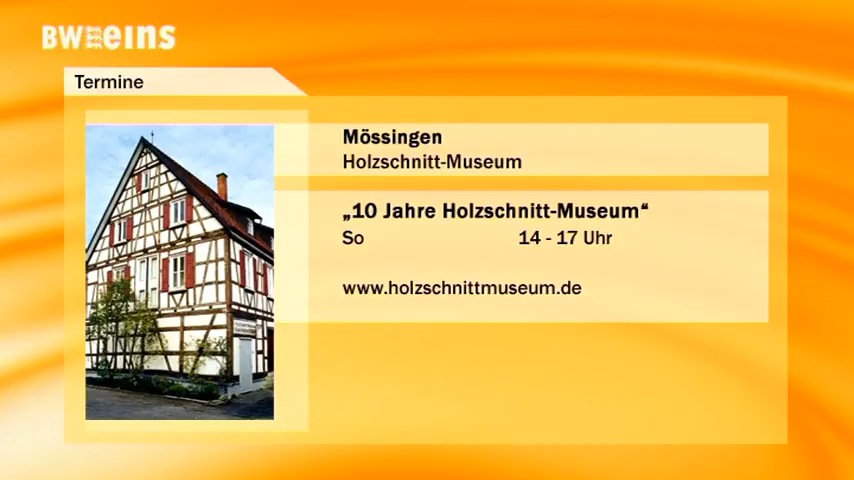 BW eins
Termine
Mössingen
Holzschnitt-Museum
„10 Jahre Holzschnitt-Museum“
So 14 - 17 Uhr
www.holzschnittmuseum.de